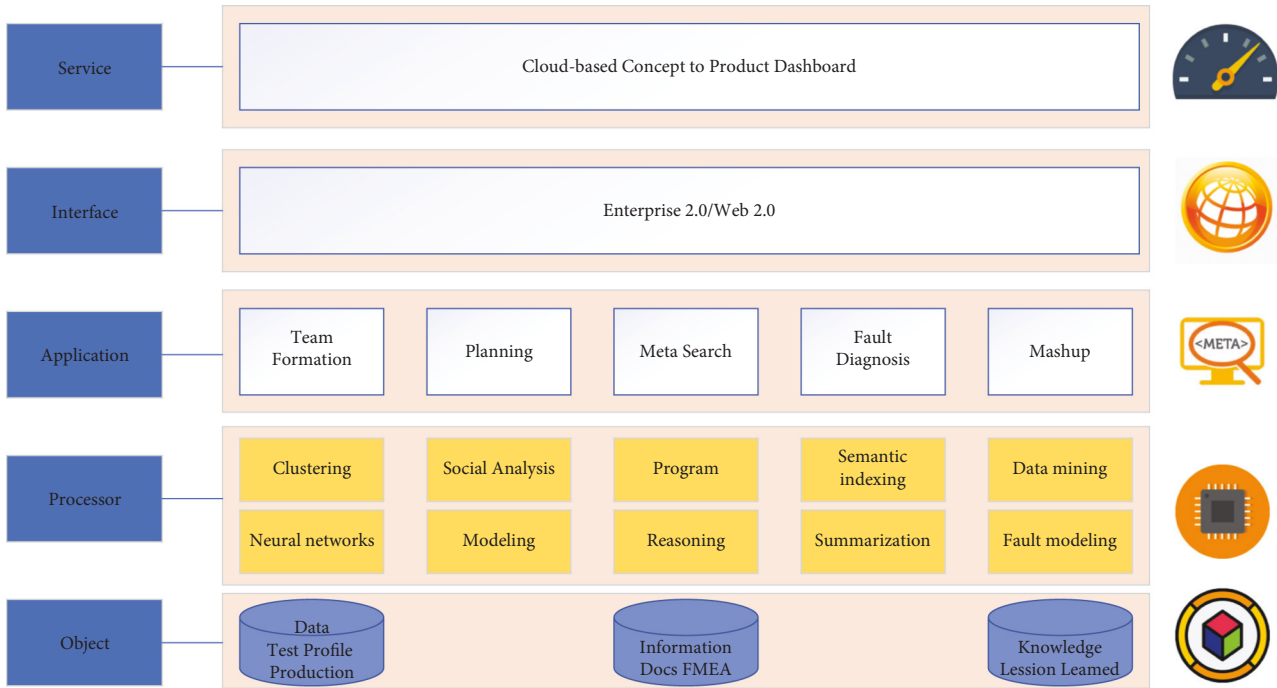 Service
Cloud-based Concept to Product Dashboard
Interface
Enterprise 2.0/Web 2.0
Application
Team
Formation
Planning
Meta Search
Fault
Diagnosis
Mashup
<META>
Processor
Clustering
Social Analysis
Program
Semantic
indexing
Data mining
Neural networks
Modeling
Reasoning
Summarization
Fault modeling
Object
Data
Test Profile
Production
Information
Docs FMEA
Knowledge
Lession Leamed